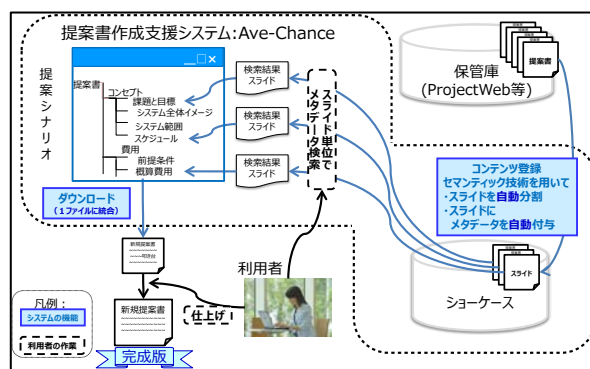 提案書作成支援システム:Ave-Chance
提案シナリオ
提案書
コンセプト
課題と目標
システム全体イメージ
システム範囲
スケジュール
費用
前提条件
概算費用
検索結果
スライド
検索結果
スライド
検索結果
スライド
スライド単位で
メタデータ検索
提案書
保管庫
(ProjectWeb等)
コンテンツ登録
セマンティック技術を用いて
・スライドを自動分割
・スライドに
メタデータを自動付与
スライド
ショーケース
ダウンロード
(1ファイルに統合)
新規提案書
利用者
仕上げ
新規提案書
完成版
凡例:
システムの機能
利用者の作業